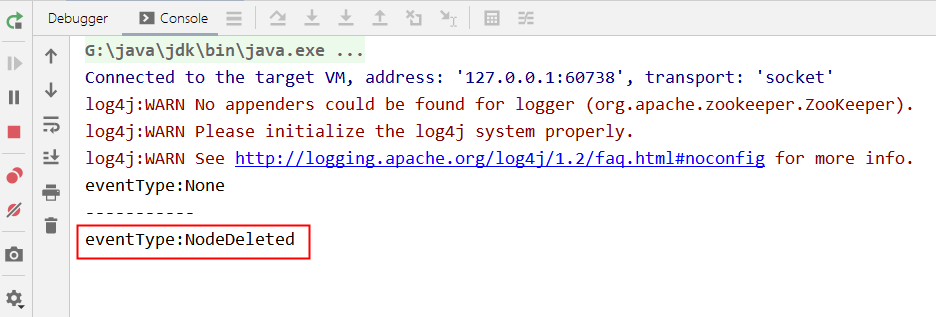 Debugger
Console
G:\java\jdk\bin\java.exe ...
Connected to the target VM, address: '127.0.0.1:60738', transport: 'socket'
log4j:WARN No appenders could be found for logger (org.apache.zookeeper.ZooKeeper).
log4j:WARN Please initialize the log4j system properly.
log4j:WARN See http://logging.apache.org/log4j/1.2/faq.html#noconfig for more info.
eventType:None
-----------
eventType:NodeDeleted